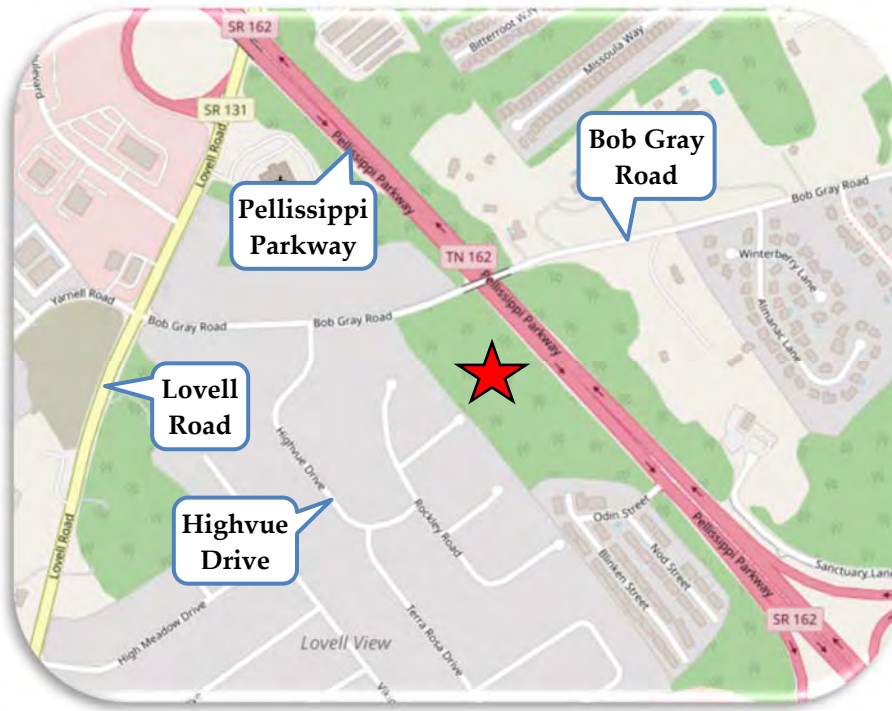 SR 162
Bitterroot Way
Missoula Way
SR 131
Lovell Road
Pellissippi Parkway
Bob Gray
Road
Bob Gray Road
Pellissippi
Parkway
Pellissippi Parkway
TN 162
Winterberry Lane
Almanac Lane
Yarnell Road
Bob Gray Road
Bob Gray Road
Pellissippi Parkway
Lovell
Road
Highvue Drive
Rockley Road
Highvue
Drive
Odin Street
Nod Street
Blinken Street
Pellissippi Parkway
Sanctuary Lane
Lovell Road
High Meadow Drive
Terra Rosa Drive
SR 162
Lovell View